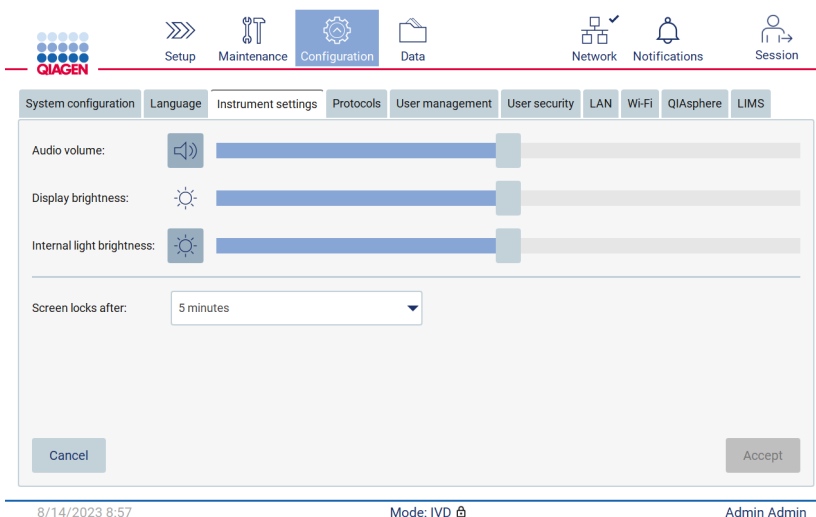 QIAGEN
Setup Maintenance Configuration Data Network Notifications Session
System configuration Language Instrument settings Protocols User management User security LAN Wi-Fi QIAsphere LIMS
Audio volume:
Display brightness:
Internal light brightness:
Screen locks after: 5 minutes
Cancel Accept
8/14/2023 8:57 Mode: IVD Admin Admin